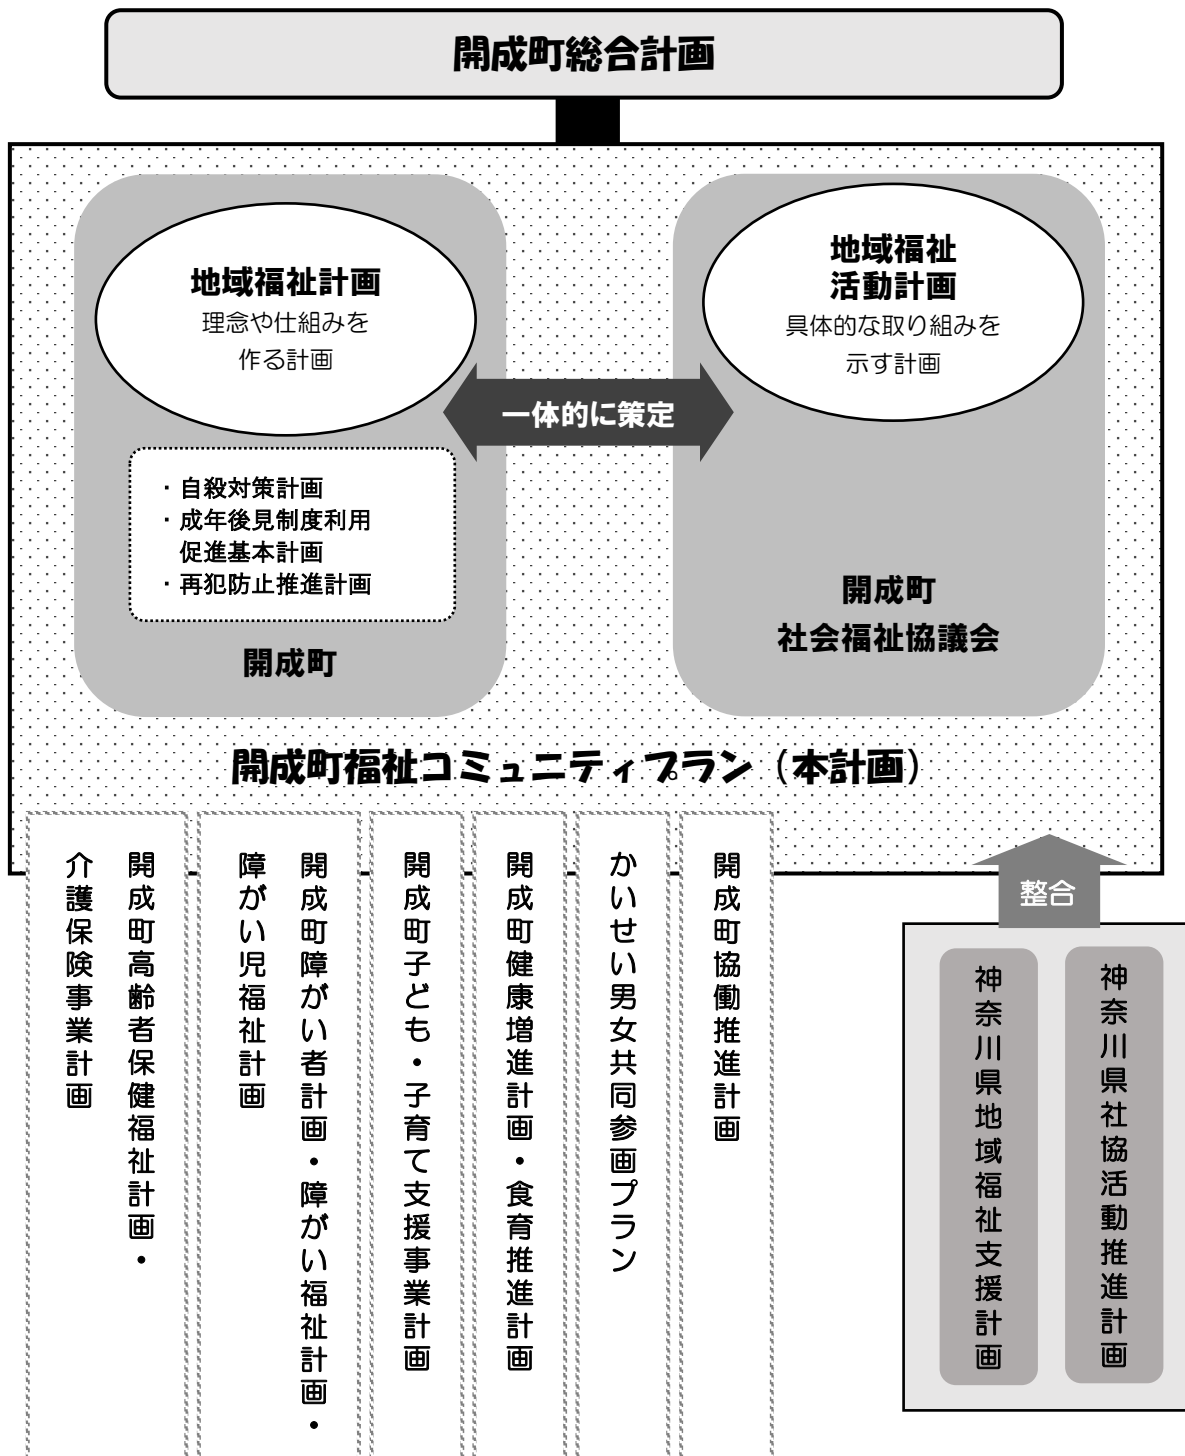 開成町総合計画
地域福祉計画
理念や仕組みを
作る計画
地域福祉
活動計画
具体的な取り組みを
示す計画
一体的に策定
・自殺対策計画
・成年後見制度利用
促進基本計画
・再犯防止推進計画
開成町
開成町
社会福祉協議会
開成町福祉コミュニティプラン（本計画）
開成町協働推進計画
かいせい男女共同参画プラン
開成町健康増進計画・食育推進計画
開成町子ども・子育て支援事業計画
開成町障がい者計画・障がい福祉計画・
障がい児福祉計画
開成町高齢者保健福祉計画・
介護保険事業計画
整合
神奈川県社協活動推進計画
神奈川県地域福祉支援計画